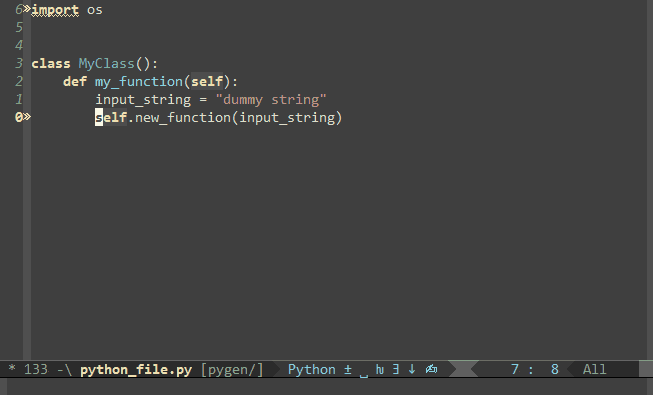 6»import os
5
4
3 class MyClass():
2     def my_function(self):
1         input_string = "dummy string"
0»        self.new_function(input_string)
* 133 -\ python_file.py [pygen/] Python ± ␣ ㏑ ∃ ↓ ✍ 7 : 8 All